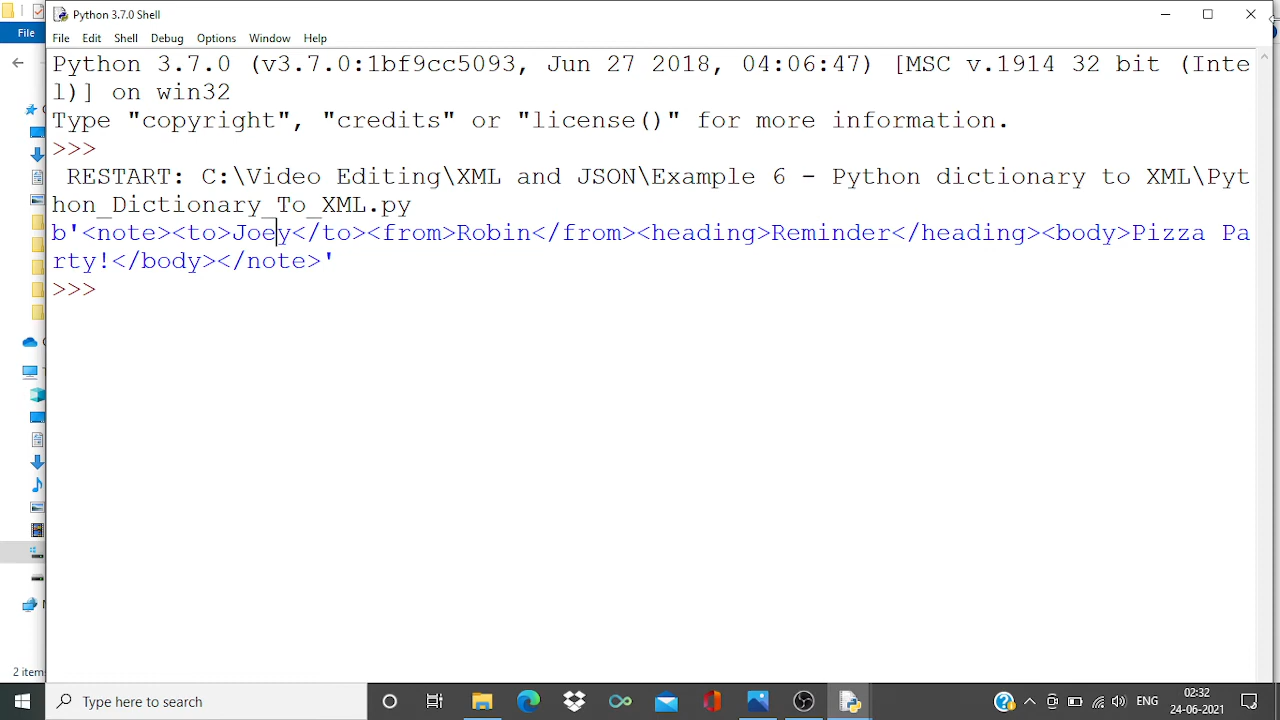 File
Python 3.7.0 Shell
File Edit Shell Debug Options Window Help
Python 3.7.0 (v3.7.0:1bf9cc5093, Jun 27 2018, 04:06:47) [MSC v.1914 32 bit (Inte
l)] on win32
Type "copyright", "credits" or "license()" for more information.
>>>
RESTART: C:\Video Editing\XML and JSON\Example 6 - Python dictionary to XML\Pyt
hon_Dictionary_To_XML.py
b'<note><to>Joey</to><from>Robin</from><heading>Reminder</heading><body>Pizza Pa
rty!</body></note>'
>>>
2 item
Type here to search
ENG
02:32
24-06-2021